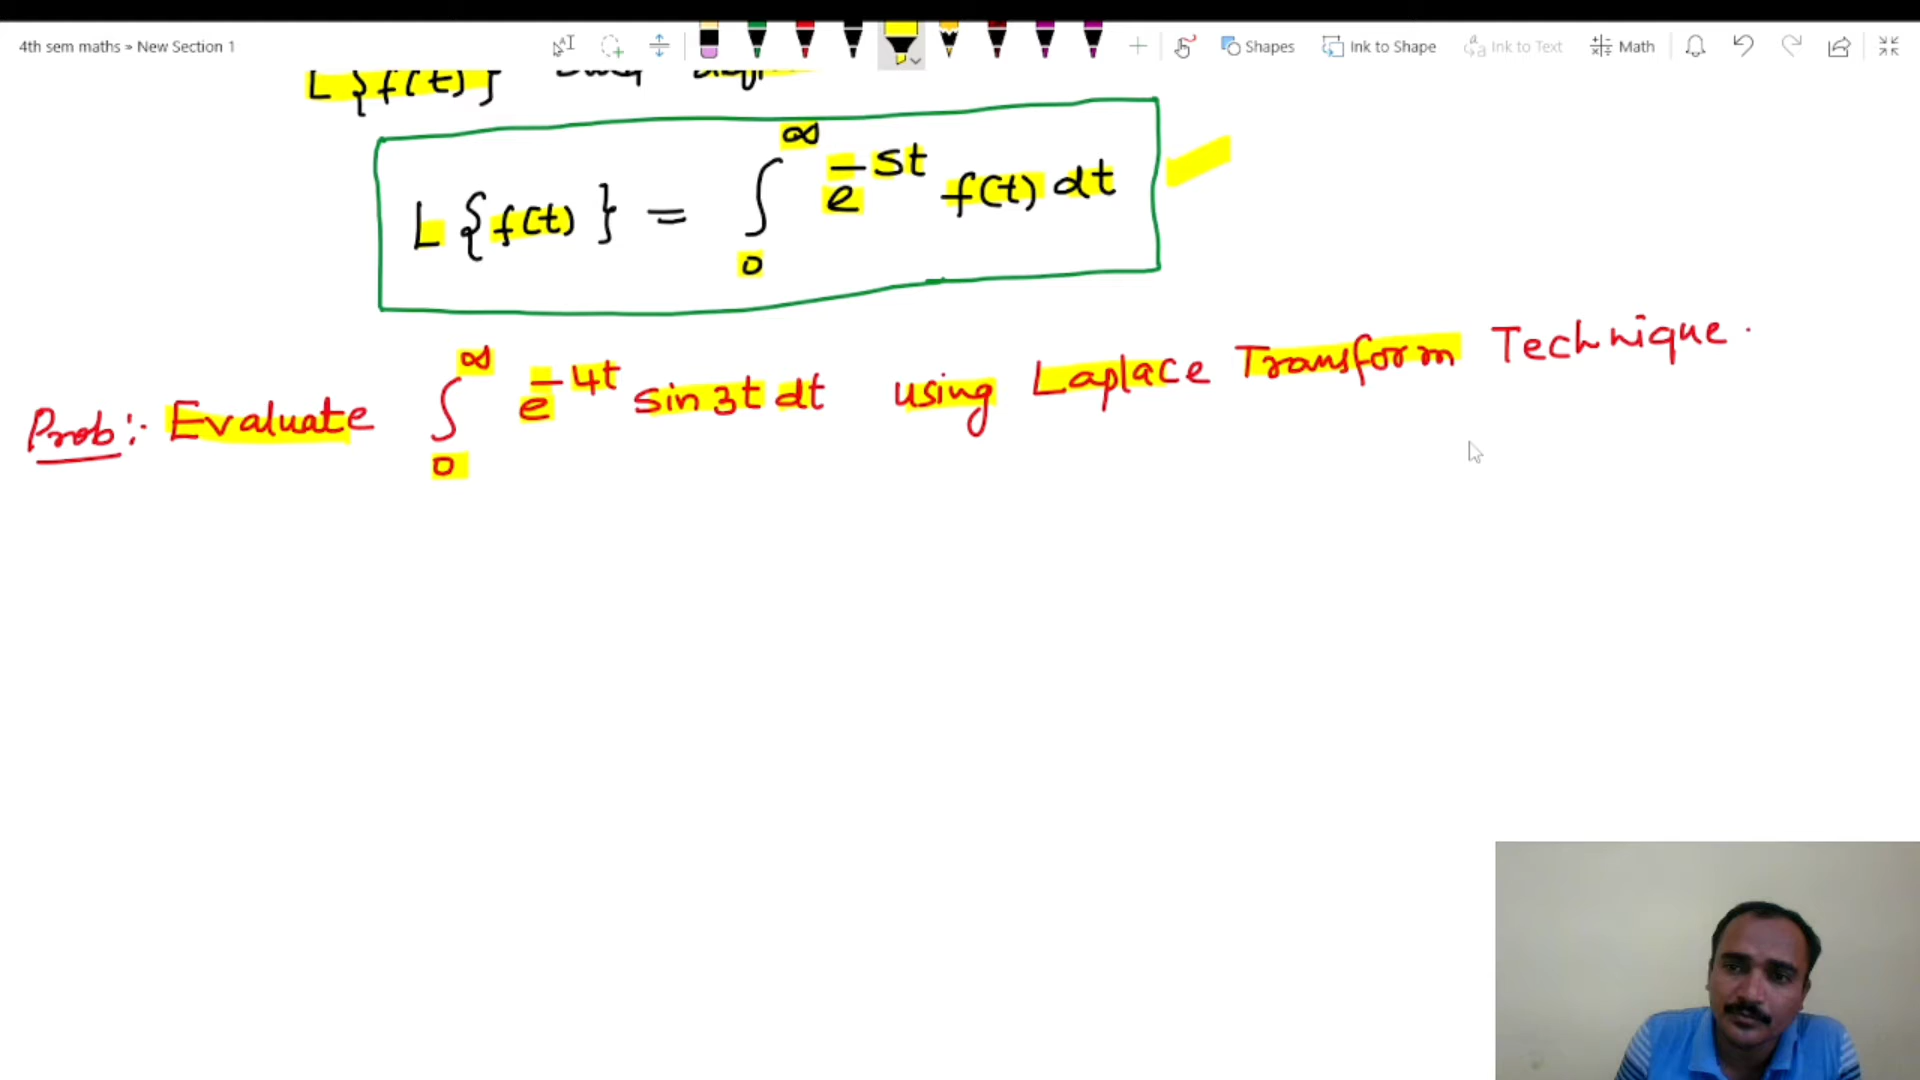 4th sem maths » New Section 1
Shapes Ink to Shape Ink to Text Math
L{f(t)}
L{f(t)} = ∫₀^∞ e^{-st} f(t) dt
Prob:- Evaluate ∫₀^∞ e^{-4t} sin 3t dt using Laplace Transform Technique.